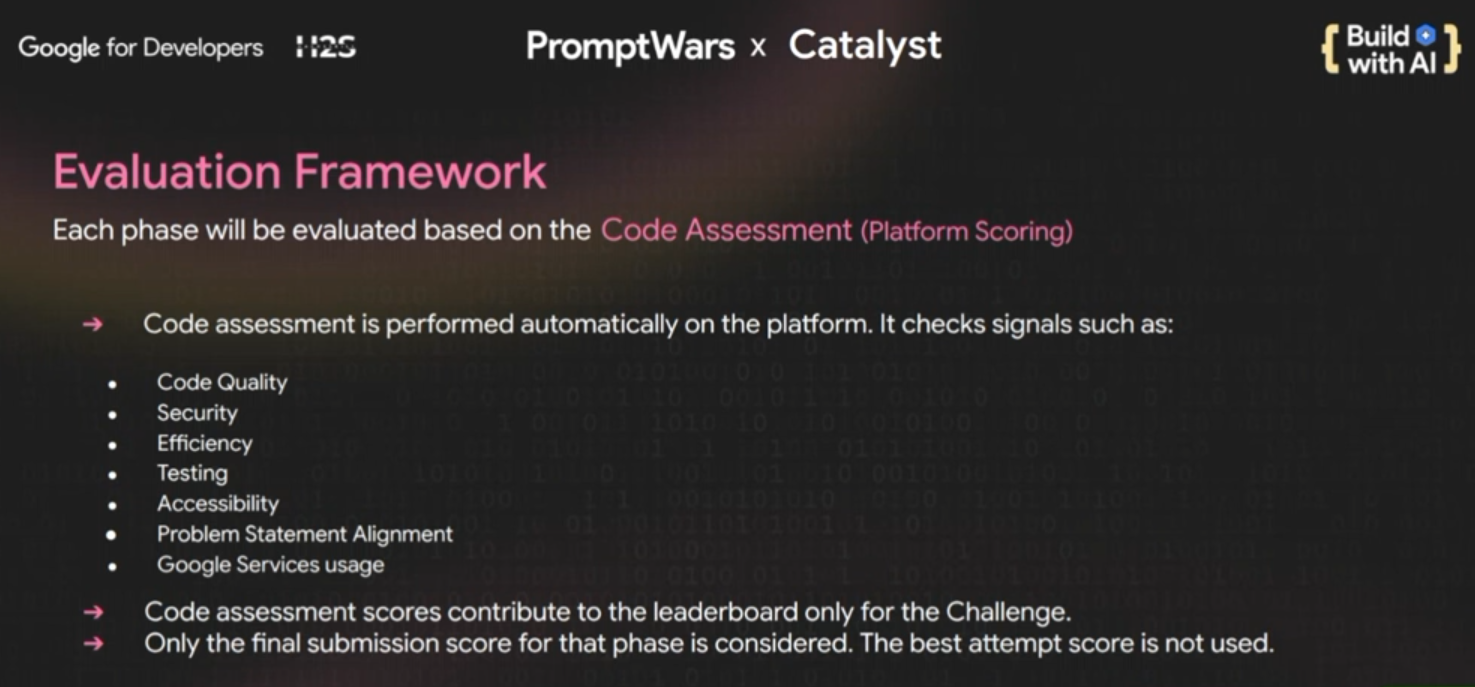 Google for Developers H2S PromptWars x Catalyst Build
with AI
Evaluation Framework
Each phase will be evaluated based on the Code Assessment (Platform Scoring)
→ Code assessment is performed automatically on the platform. It checks signals such as:
• Code Quality
• Security
• Efficiency
• Testing
• Accessibility
• Problem Statement Alignment
• Google Services usage
→ Code assessment scores contribute to the leaderboard only for the Challenge.
→ Only the final submission score for that phase is considered. The best attempt score is not used.